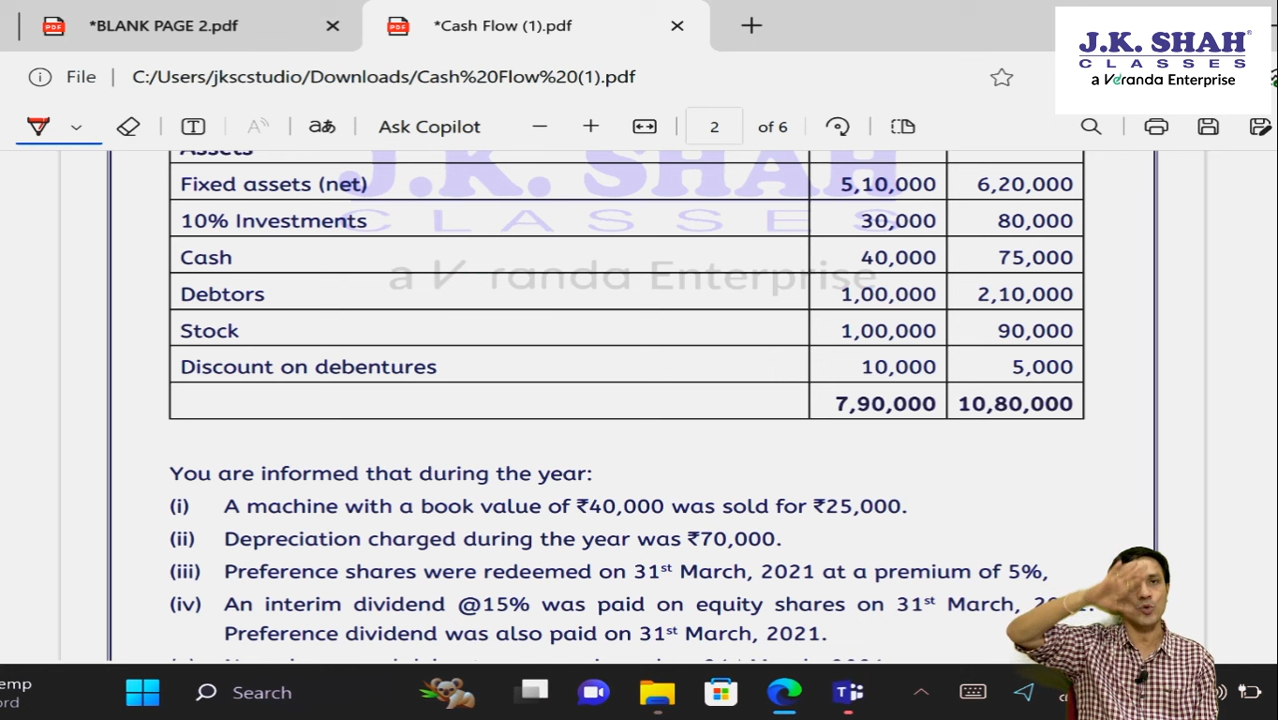 *BLANK PAGE 2.pdf
*Cash Flow (1).pdf
J.K. SHAH
CLASSES
a Veranda Enterprise
File
C:/Users/jkscstudio/Downloads/Cash%20Flow%20(1).pdf
Ask Copilot
2 of 6
Assets
Fixed assets (net) 5,10,000 6,20,000
10% Investments 30,000 80,000
Cash 40,000 75,000
Debtors 1,00,000 2,10,000
Stock 1,00,000 90,000
Discount on debentures 10,000 5,000
7,90,000 10,80,000
J.K. SHAH
CLASSES
a V randa Enterprise
You are informed that during the year:
(i) A machine with a book value of ₹40,000 was sold for ₹25,000.
(ii) Depreciation charged during the year was ₹70,000.
(iii) Preference shares were redeemed on 31st March, 2021 at a premium of 5%,
(iv) An interim dividend @15% was paid on equity shares on 31st March,
Preference dividend was also paid on 31st March, 2021.
emp
ord
Search